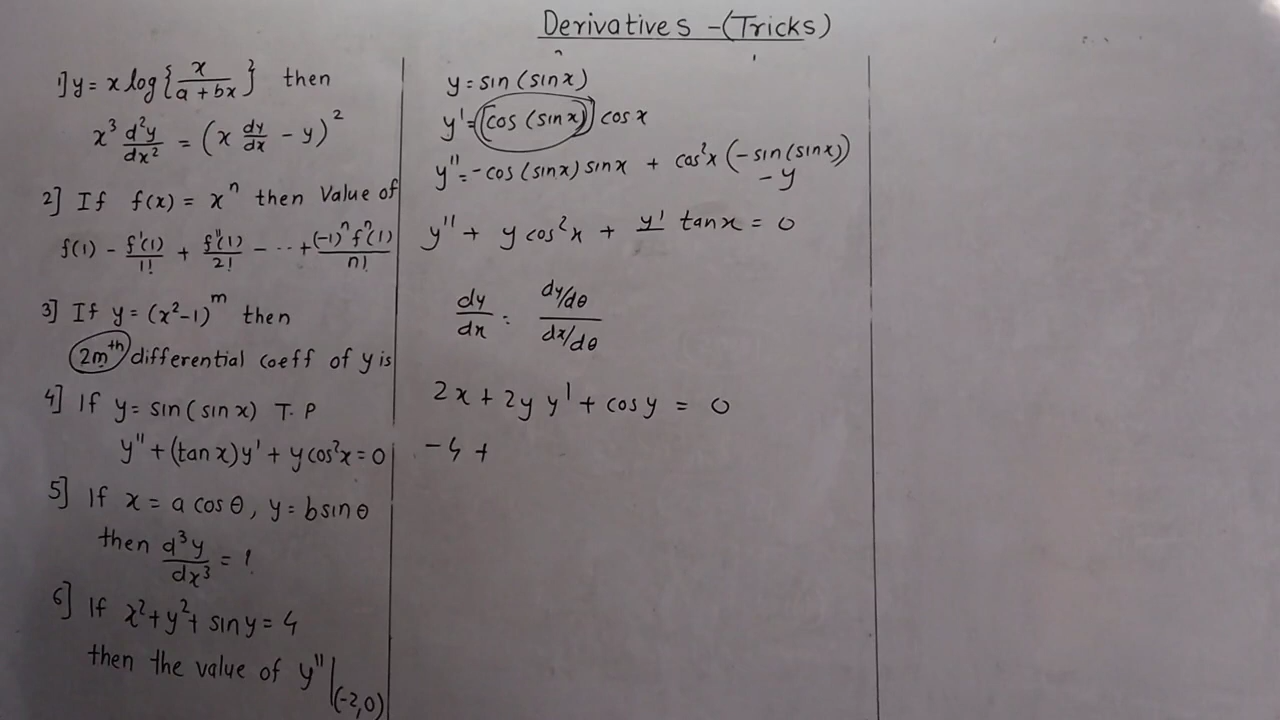 Derivatives -(Tricks)
1] y = x log{x/(a + bx)} then
x³ d²y/dx² = (x dy/dx - y)²
2] If f(x) = xⁿ then Value of
f(1) - f'(1)/1! + f''(1)/2! - ... + (-1)ⁿ fⁿ(1)/n!
3] If y = (x²-1)ᵐ then
2mᵗʰ differential coeff of y is
4] If y = sin(sin x) T.P
y'' + (tan x)y' + y cos²x = 0
5] If x = a cosθ, y = b sinθ
then d³y/dx³ = !
6] If x² + y² + sin y = 4
then the value of y''|(-2,0)
y = sin(sin x)
y' = [cos(sin x)] cos x
y'' = -cos(sin x) sin x + cos²x (-sin(sin x))
-y
y'' + y cos²x + y' tan x = 0
dy/dx = (dy/dθ)/(dx/dθ)
2x + 2y y' + cos y = 0
-4 +